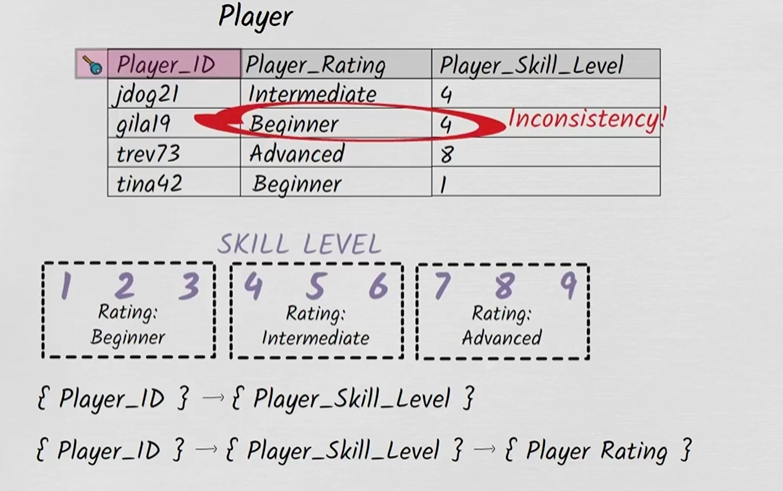 Player
Player_ID Player_Rating Player_Skill_Level
jdog21 Intermediate 4
gila19 Beginner 4 Inconsistency!
trev73 Advanced 8
tina42 Beginner 1
SKILL LEVEL
1 2 3 4 5 6 7 8 9
Rating: Rating: Rating:
Beginner Intermediate Advanced
{ Player_ID } → { Player_Skill_Level }
{ Player_ID } → { Player_Skill_Level } → { Player Rating }